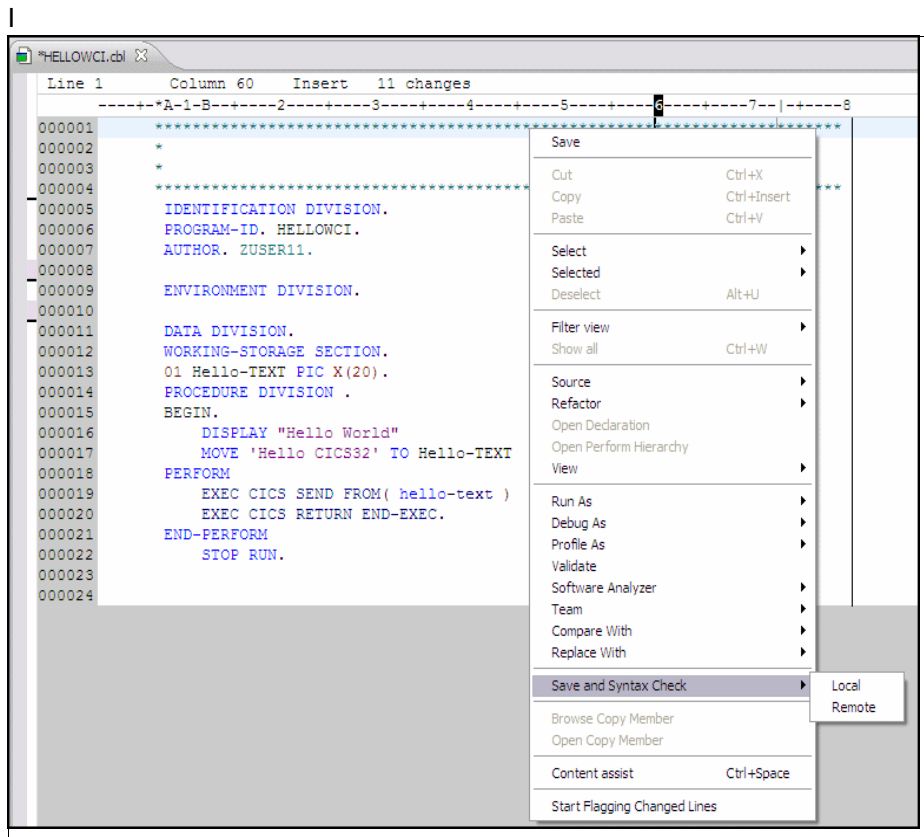 *HELLOWCI.cbl
Line 1 Column 60 Insert 11 changes
----+-*A-1-B--+----2----+----3----+----4----+----5----+----6----+----7--|-+----8
000001 **************************************************************************
000002 *
000003 *
000004 **************************************************************************
000005 IDENTIFICATION DIVISION.
000006 PROGRAM-ID. HELLOWCI.
000007 AUTHOR. ZUSER11.
000008
000009 ENVIRONMENT DIVISION.
000010
000011 DATA DIVISION.
000012 WORKING-STORAGE SECTION.
000013 01 Hello-TEXT PIC X(20).
000014 PROCEDURE DIVISION .
000015 BEGIN.
000016 DISPLAY "Hello World"
000017 MOVE 'Hello CICS32' TO Hello-TEXT
000018 PERFORM
000019 EXEC CICS SEND FROM( hello-text )
000020 EXEC CICS RETURN END-EXEC.
000021 END-PERFORM
000022 STOP RUN.
000023
000024
Save
Cut Ctrl+X
Copy Ctrl+Insert
Paste Ctrl+V
Select
Selected
Deselect Alt+U
Filter view
Show all Ctrl+W
Source
Refactor
Open Declaration
Open Perform Hierarchy
View
Run As
Debug As
Profile As
Validate
Software Analyzer
Team
Compare With
Replace With
Save and Syntax Check
Local
Remote
Browse Copy Member
Open Copy Member
Content assist Ctrl+Space
Start Flagging Changed Lines